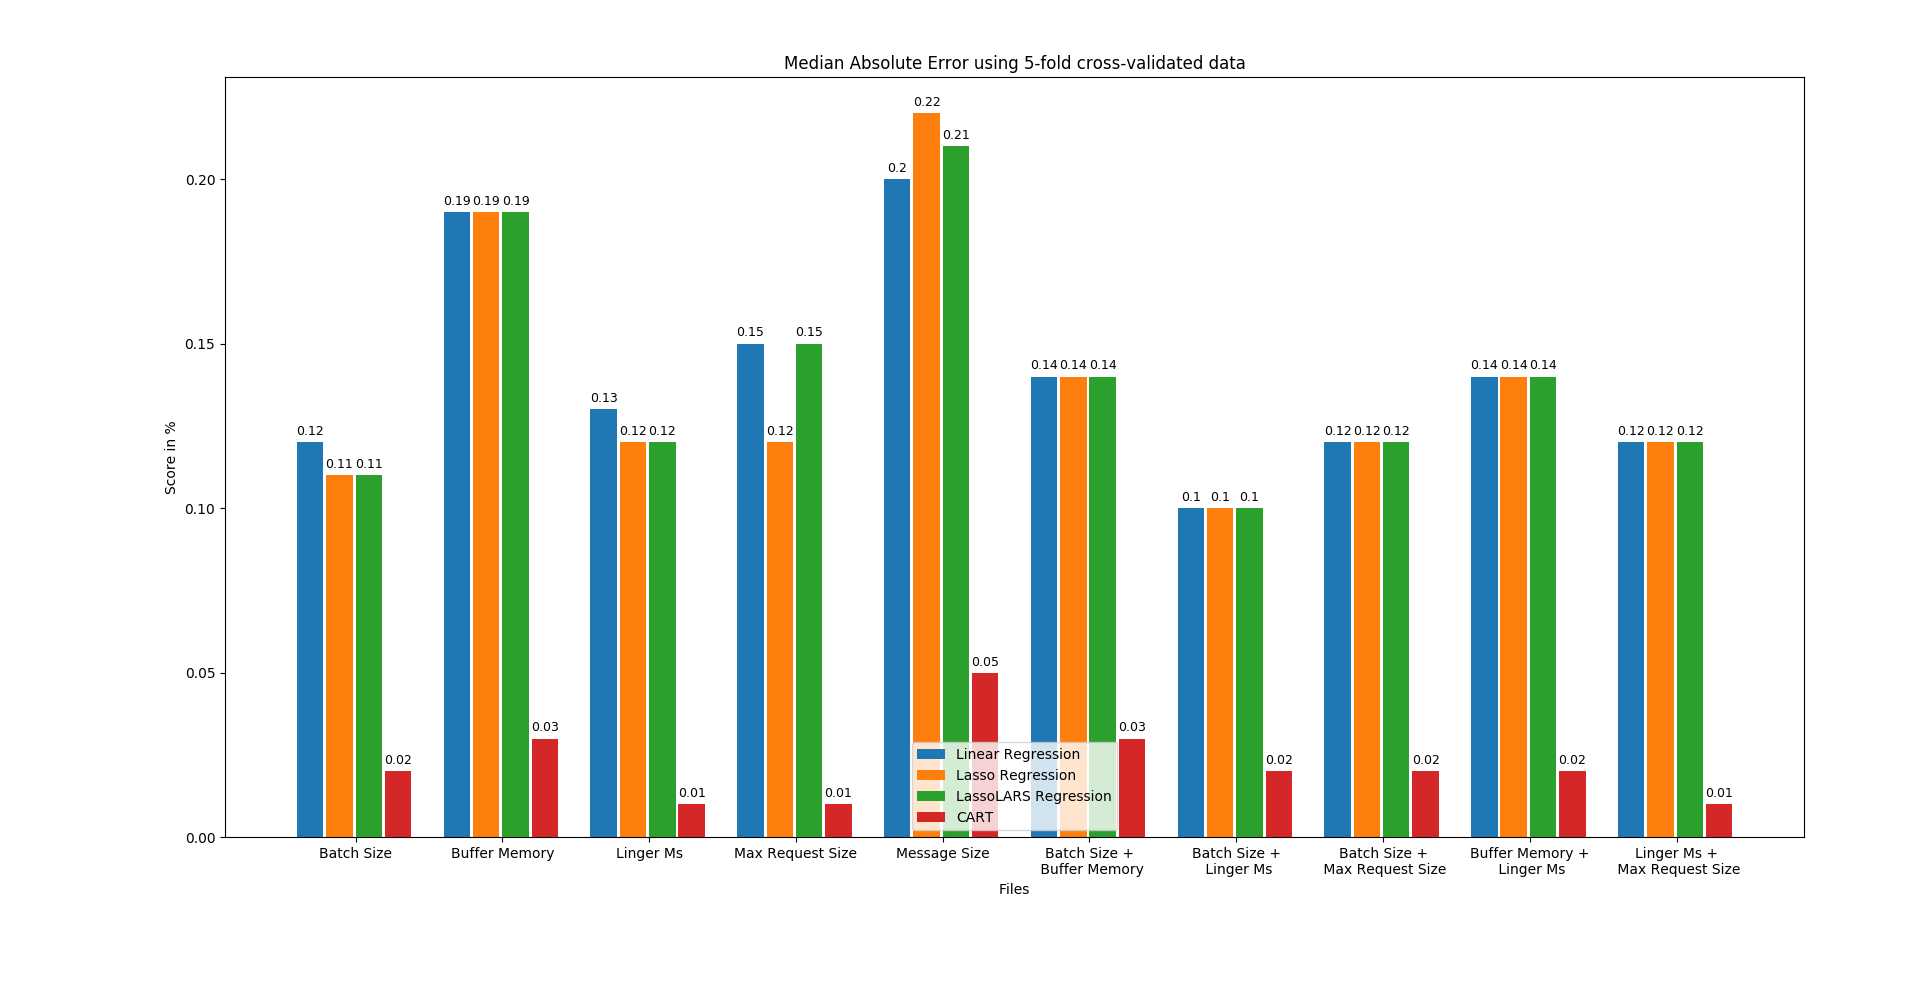 Median Absolute Error using 5-fold cross-validated data
Score in %
0.20
0.15
0.10
0.05
0.00
0.12
0.11
0.11
0.02
0.19
0.19
0.19
0.03
0.13
0.12
0.12
0.01
0.15
0.12
0.15
0.01
0.2
0.22
0.21
0.05
0.14
0.14
0.14
0.03
0.1
0.1
0.1
0.02
0.12
0.12
0.12
0.02
0.14
0.14
0.14
0.02
0.12
0.12
0.12
0.01
Linear Regression
Lasso Regression
LassoLARS Regression
CART
Batch Size
Buffer Memory
Linger Ms
Max Request Size
Message Size
Batch Size +
Buffer Memory
Batch Size +
Linger Ms
Batch Size +
Max Request Size
Buffer Memory +
Linger Ms
Linger Ms +
Max Request Size
Files